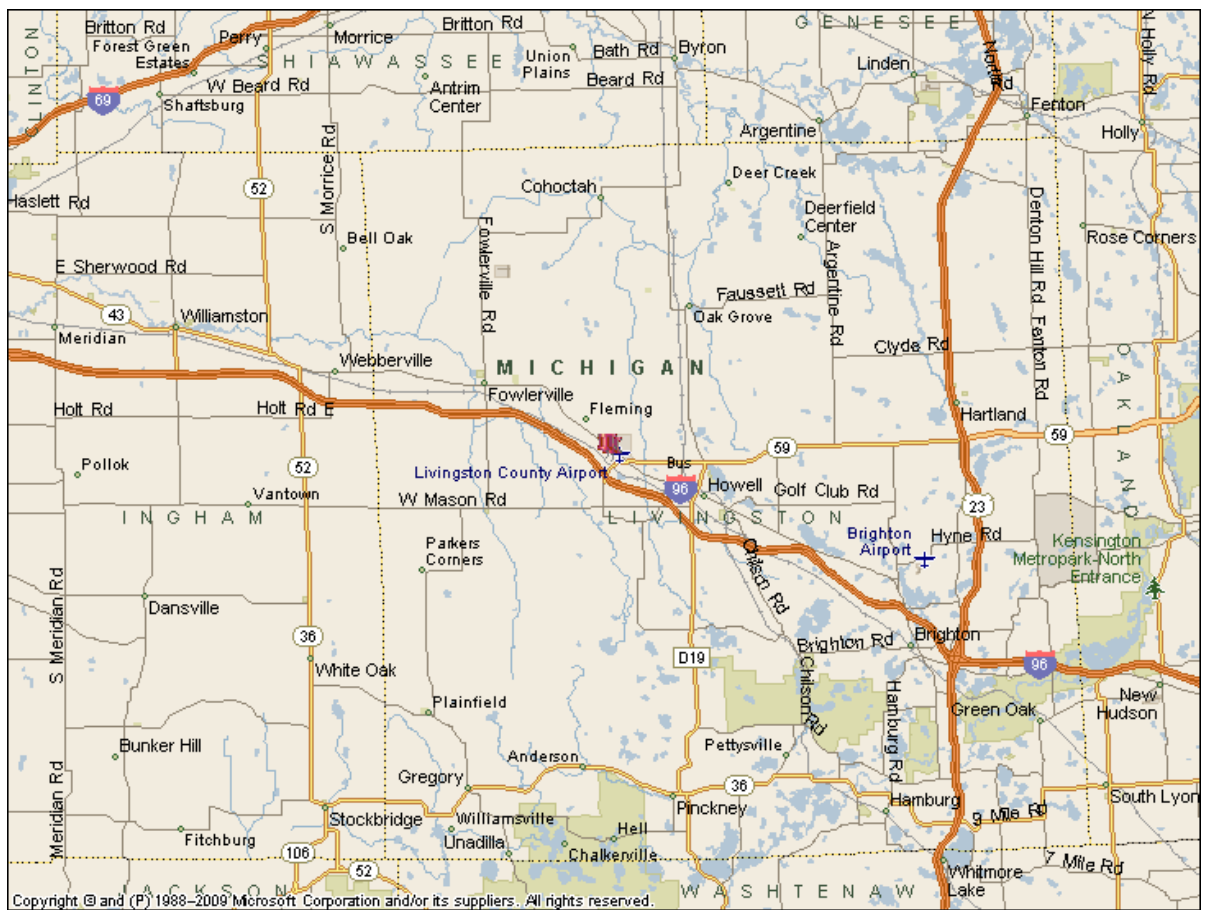 Britton Rd
Forest Green
Estates
Perry
Morrice
Britton Rd
Union
Plains
Bath Rd
Byron
GENESEE
Linden
North Rd
N Holly Rd
CLINTON
SHIAWASSEE
W Beard Rd
Beard Rd
69
Shaftsburg
Antrim
Center
Argentine
Fenton
Holly
S Morrice Rd
52
Haslett Rd
Cohoctah
Deer Creek
Deerfield
Center
Denton Hill Rd
Rose Corners
Bell Oak
Fowlerville Rd
Argentine Rd
E Sherwood Rd
Faussett Rd
Oak Grove
Fenton Rd
43
Williamston
Meridian
Webberville
MICHIGAN
Clyde Rd
OAKLAND
Fowlerville
Holt Rd
Holt Rd E
Fleming
Hartland
59
59
Pollok
52
Livingston County Airport
Bus
96
Howell
Golf Club Rd
Vantown
W Mason Rd
23
INGHAM
LIVINGSTON
Parkers
Corners
Brighton
Airport
Hyne Rd
Kensington
Metropark-North
Entrance
Chilson Rd
S Meridian Rd
Dansville
36
Brighton Rd
Brighton
White Oak
D19
Chilson Rd
96
Hamburg Rd
New
Hudson
Plainfield
Green Oak
Bunker Hill
Pettysville
Meridian Rd
Anderson
Gregory
36
Pinckney
Hamburg
South Lyon
Stockbridge
Williamsville
9 Mile Rd
Fitchburg
Unadilla
Hell
Chalkerville
106
52
7 Mile Rd
Whitmore
Lake
JACKSON
WASHTENAW
Copyright © and (P) 1988–2009 Microsoft Corporation and/or its suppliers. All rights reserved.